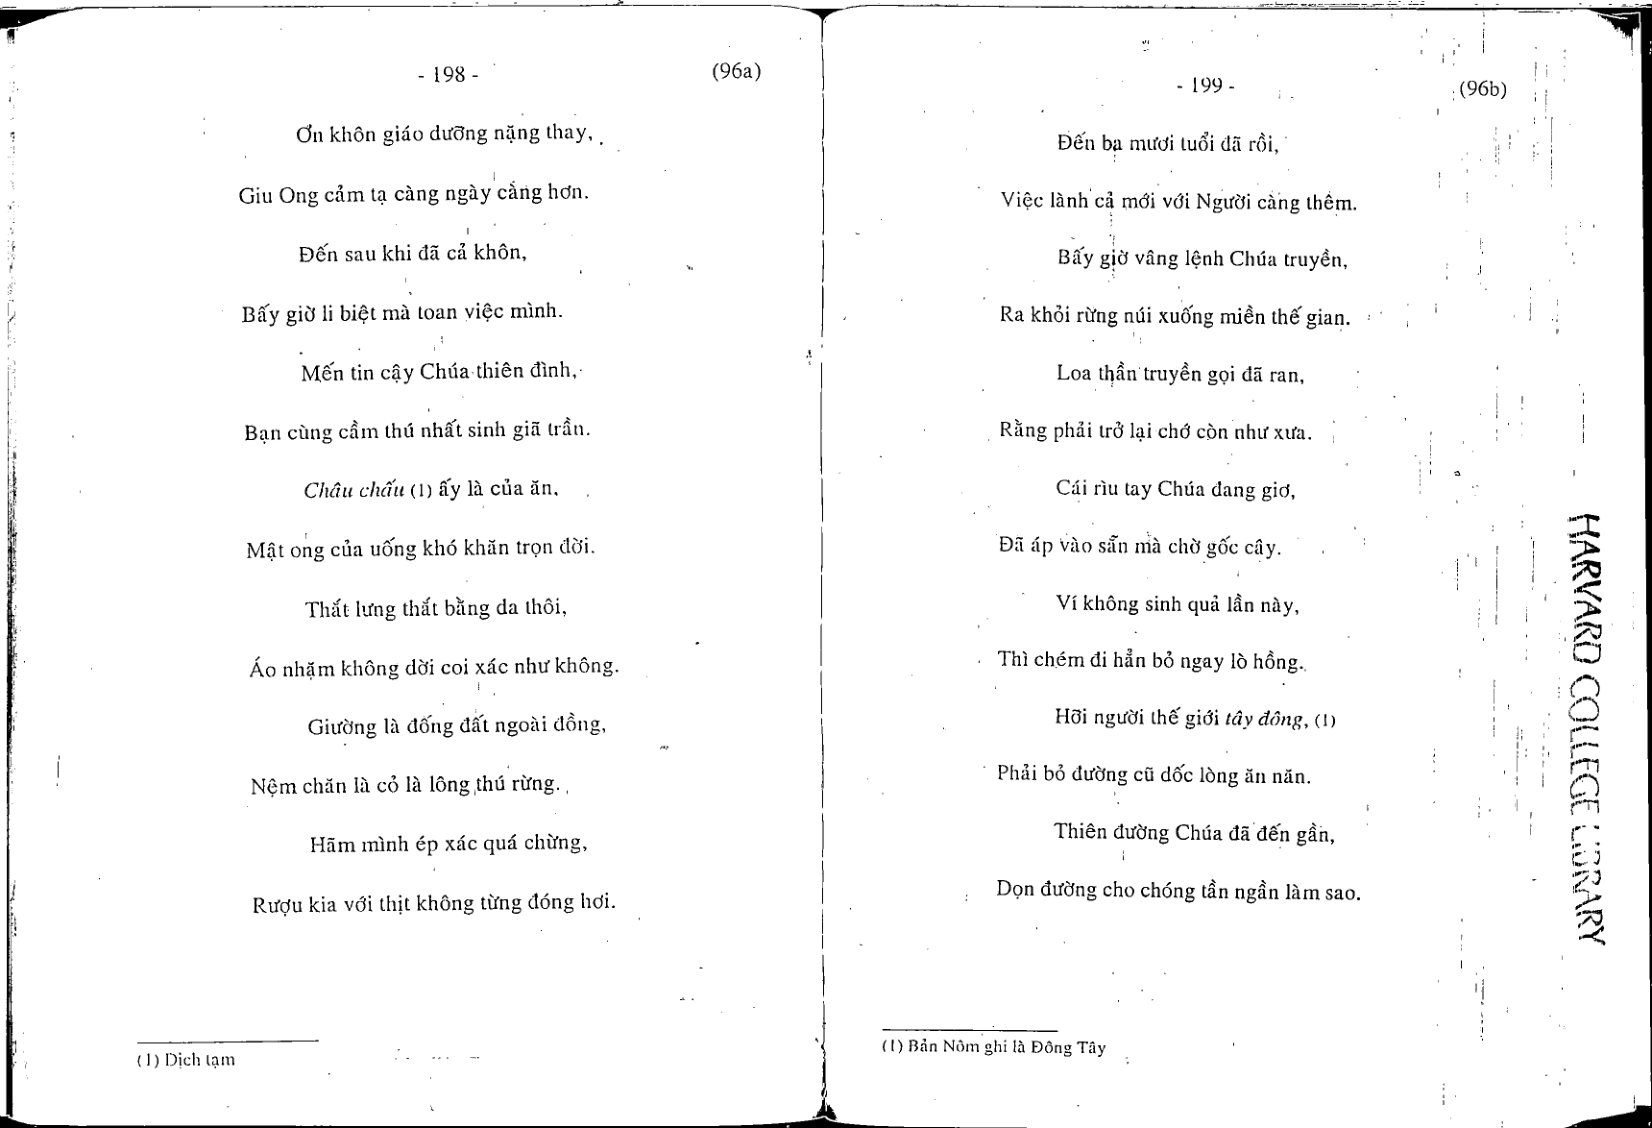 - 198 -
(96a)
Ơn khôn giáo dưỡng nặng thay,
Giu Ong cảm tạ càng ngày cằng hơn.
Đến sau khi đã cả khôn,
Bấy giờ li biệt mà toan việc mình.
Mến tin cậy Chúa thiên đình,
Bạn cùng cầm thú nhất sinh giã trần.
Châu chấu (1) ấy là của ăn,
Mật ong của uống khó khăn trọn đời.
Thắt lưng thắt bằng da thôi,
Áo nhặm không dời coi xác như không.
Giường là đống đất ngoài đồng,
Nệm chăn là cỏ là lông thú rừng.
Hãm mình ép xác quá chừng,
Rượu kia với thịt không từng đóng hơi.
(1) Dịch tạm
- 199 -
(96b)
Đến ba mươi tuổi đã rồi,
Việc lành cả mới với Người càng thêm.
Bấy giờ vâng lệnh Chúa truyền,
Ra khỏi rừng núi xuống miền thế gian.
Loa thần truyền gọi đã ran,
Rằng phải trở lại chớ còn như xưa.
Cái rìu tay Chúa đang giơ,
Đã áp vào sẵn mà chờ gốc cây.
Ví không sinh quả lần này,
Thì chém đi hẳn bỏ ngay lò hồng.
Hỡi người thế giới tây đông, (1)
Phải bỏ đường cũ dốc lòng ăn năn.
Thiên đường Chúa đã đến gần,
Dọn đường cho chóng tần ngần làm sao.
(1) Bản Nôm ghi là Đông Tây
HARVARD COLLEGE LIBRARY